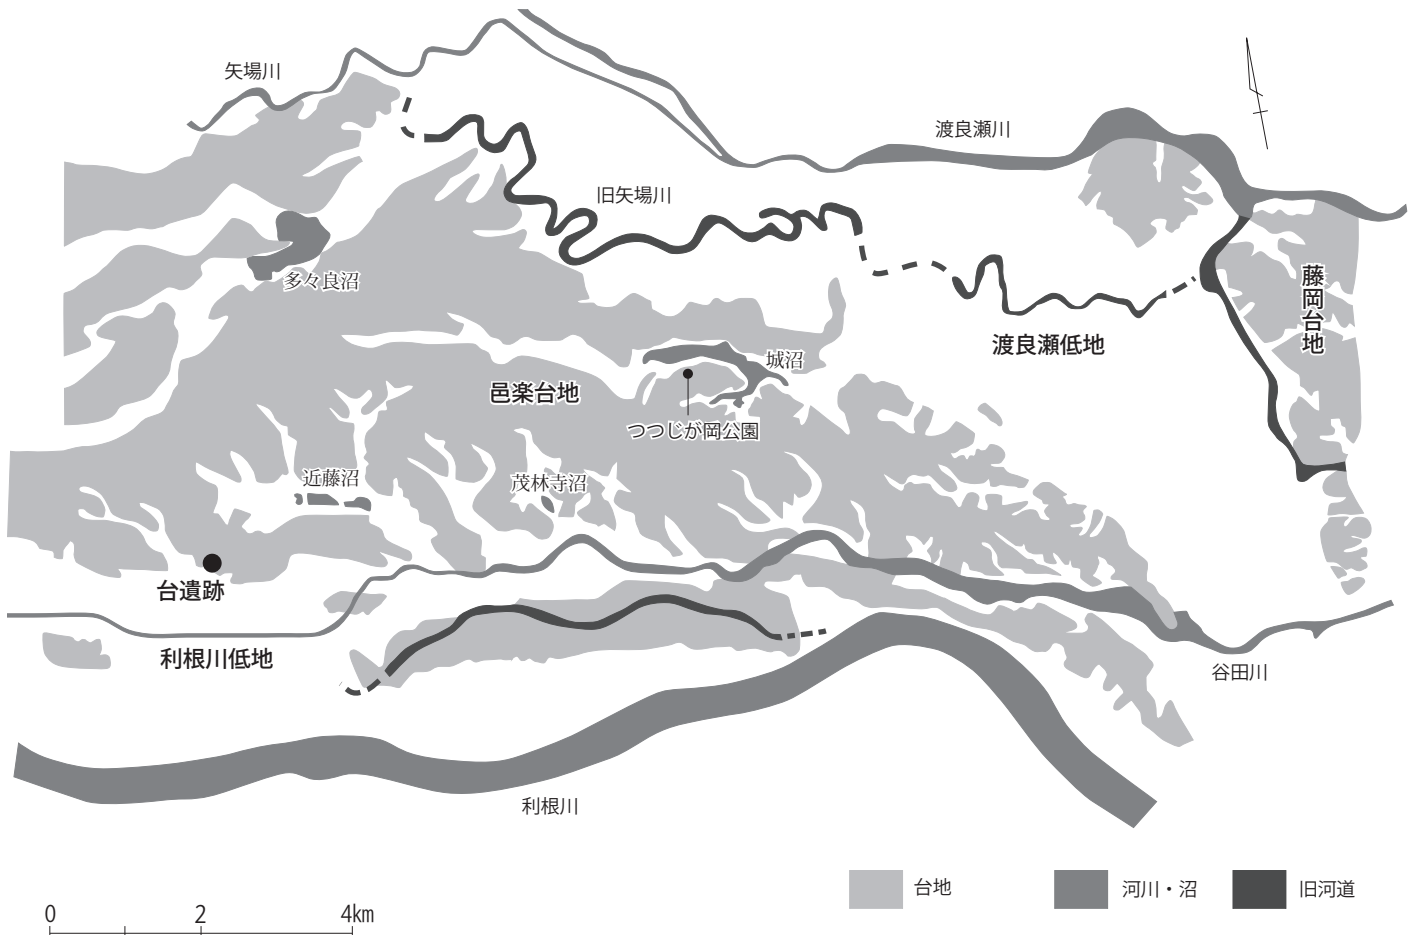 矢場川
渡良瀬川
旧矢場川
多々良沼
藤岡台地
渡良瀬低地
城沼
邑楽台地
つつじが岡公園
近藤沼
茂林寺沼
台遺跡
利根川低地
谷田川
利根川
台地
河川・沼
旧河道
0 2 4km